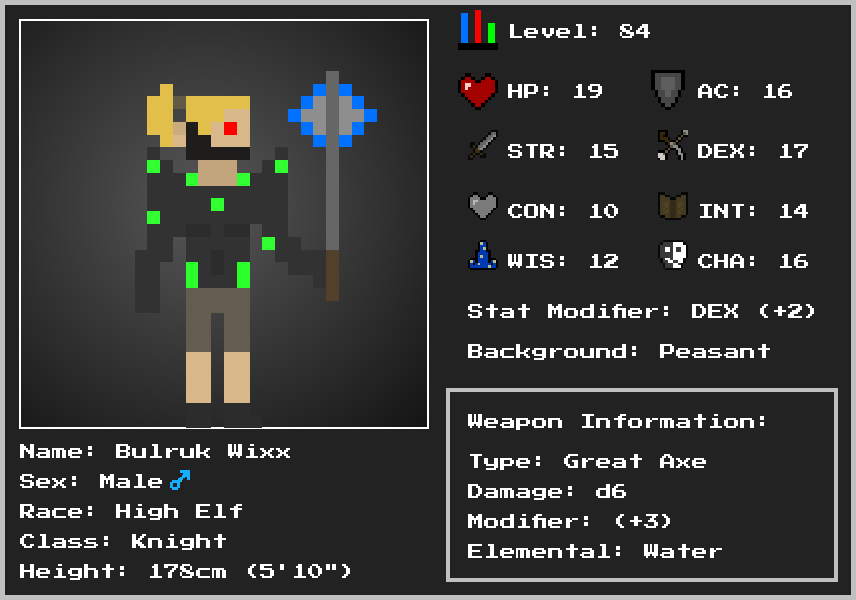 Level: 84
HP: 19 AC: 16
STR: 15 DEX: 17
CON: 10 INT: 14
WIS: 12 CHA: 16
Stat Modifier: DEX (+2)
Background: Peasant
Weapon Information:
Type: Great Axe
Damage: d6
Modifier: (+3)
Elemental: Water
Name: Bulruk Wixx
Sex: Male♂
Race: High Elf
Class: Knight
Height: 178cm (5'10")